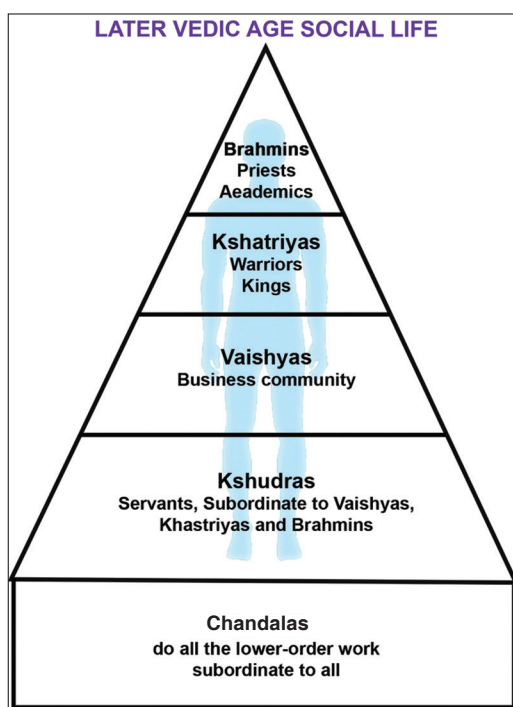 LATER VEDIC AGE SOCIAL LIFE
Brahmins
Priests
Aeademics
Kshatriyas
Warriors
Kings
Vaishyas
Business community
Kshudras
Servants, Subordinate to Vaishyas,
Khastriyas and Brahmins
Chandalas
do all the lower-order work
subordinate to all